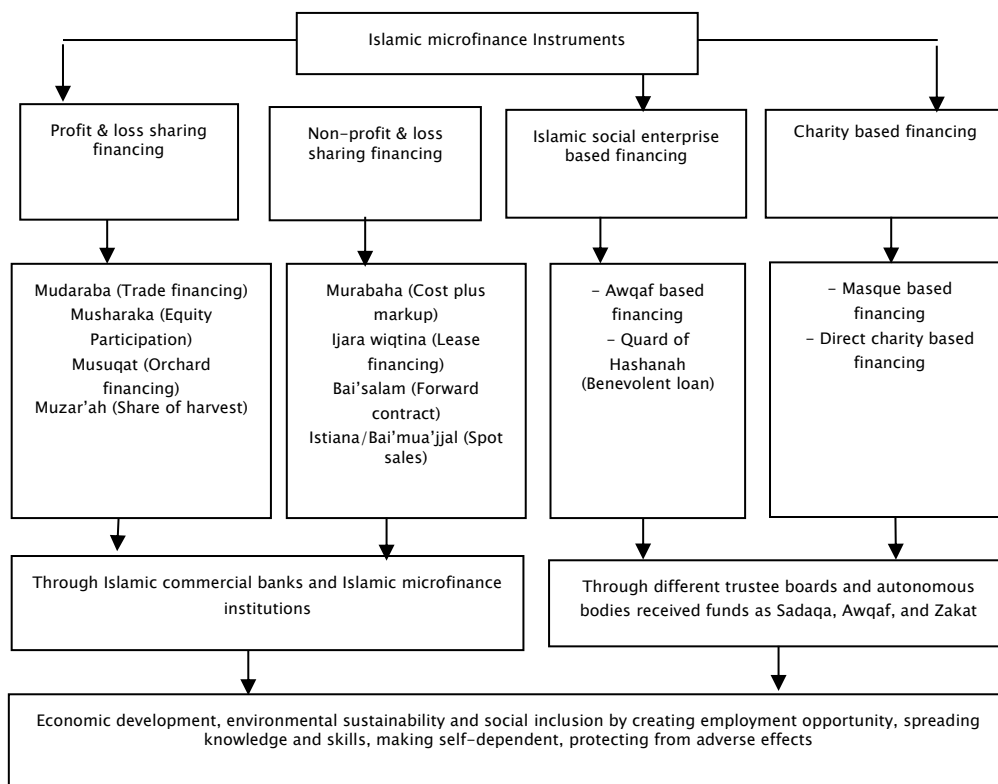 Islamic microfinance Instruments
Profit & loss sharing
financing
Non-profit & loss
sharing financing
Islamic social enterprise
based financing
Charity based financing
Mudaraba (Trade financing)
Musharaka (Equity
Participation)
Musuqat (Orchard
financing)
Muzar’ah (Share of harvest)
Murabaha (Cost plus
markup)
Ijara wiqtina (Lease
financing)
Bai’salam (Forward
contract)
Istiana/Bai’mua’jjal (Spot
sales)
– Awqaf based
financing
– Quard of
Hashanah
(Benevolent loan)
– Masque based
financing
– Direct charity based
financing
Through Islamic commercial banks and Islamic microfinance
institutions
Through different trustee boards and autonomous
bodies received funds as Sadaqa, Awqaf, and Zakat
Economic development, environmental sustainability and social inclusion by creating employment opportunity, spreading
knowledge and skills, making self-dependent, protecting from adverse effects